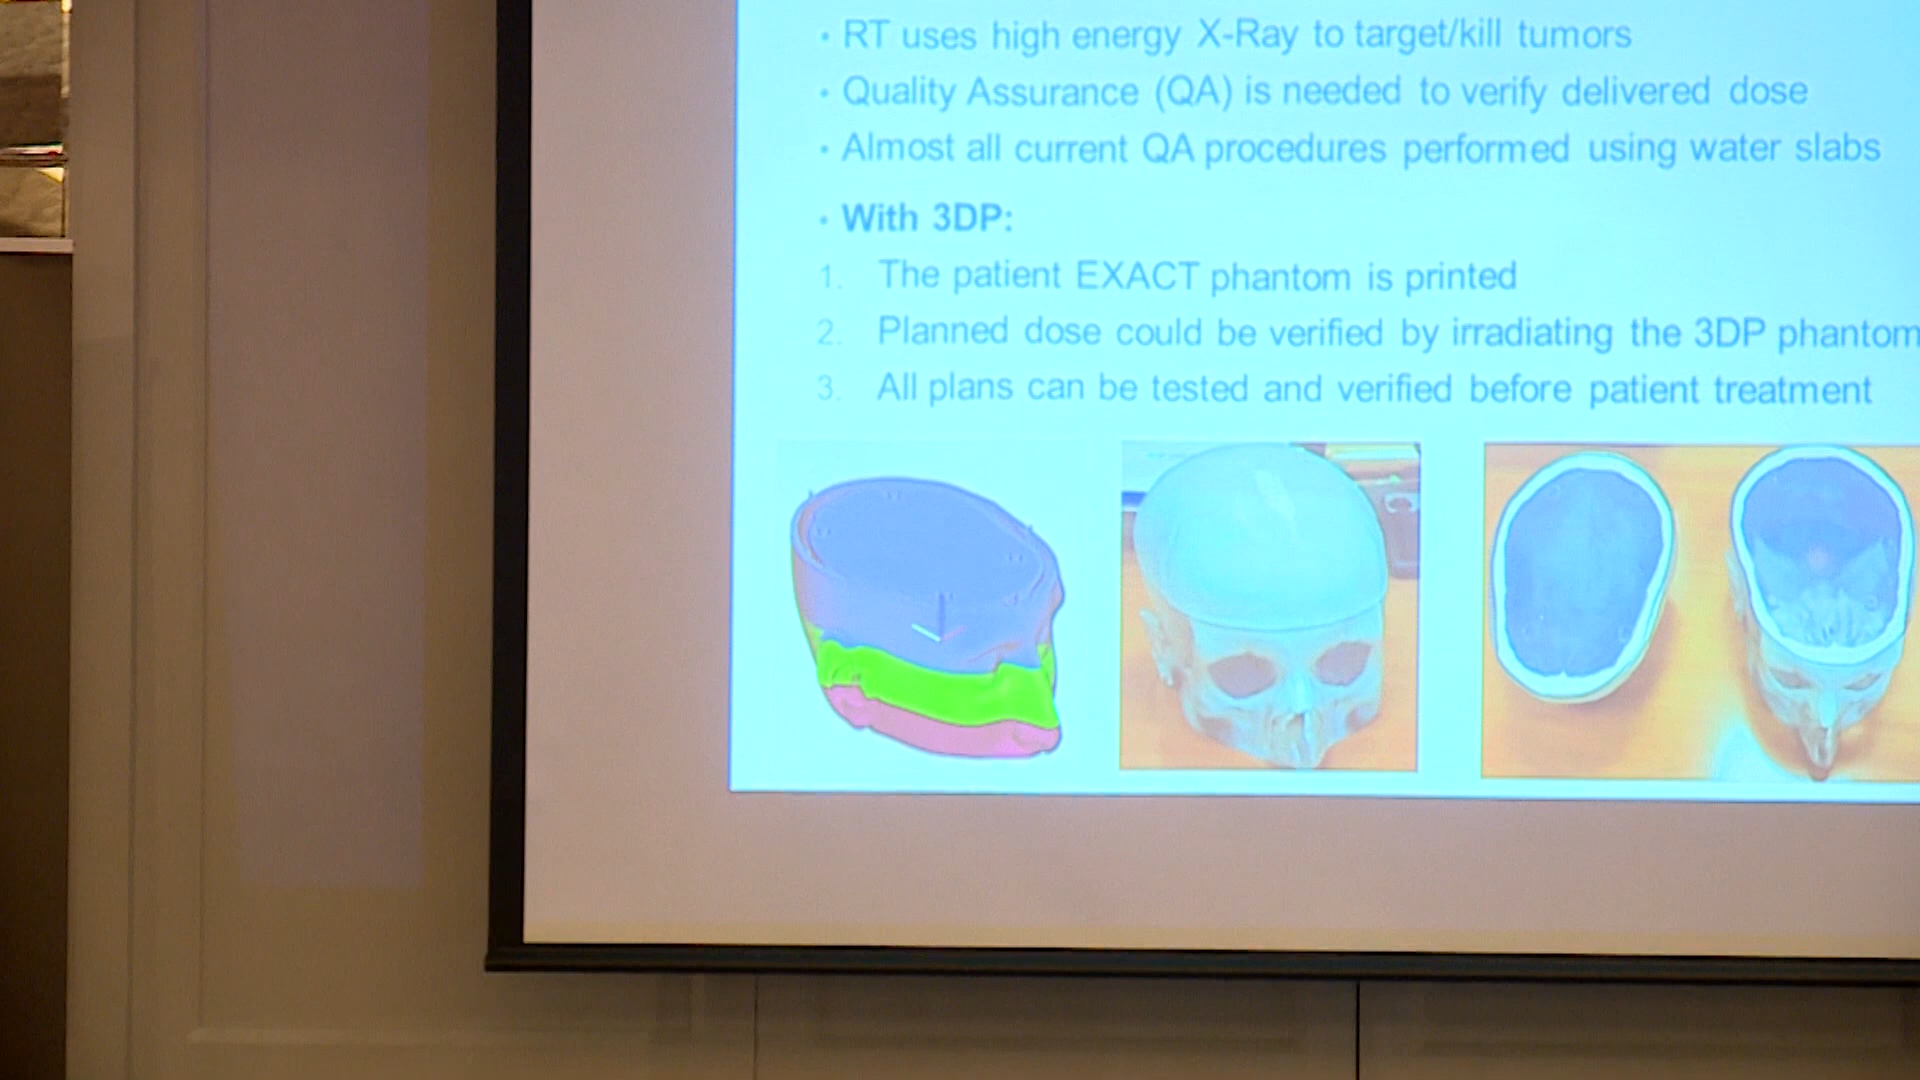 • RT uses high energy X-Ray to target/kill tumors
• Quality Assurance (QA) is needed to verify delivered dose
• Almost all current QA procedures performed using water slabs
• With 3DP:
1. The patient EXACT phantom is printed
2. Planned dose could be verified by irradiating the 3DP phantom
3. All plans can be tested and verified before patient treatment